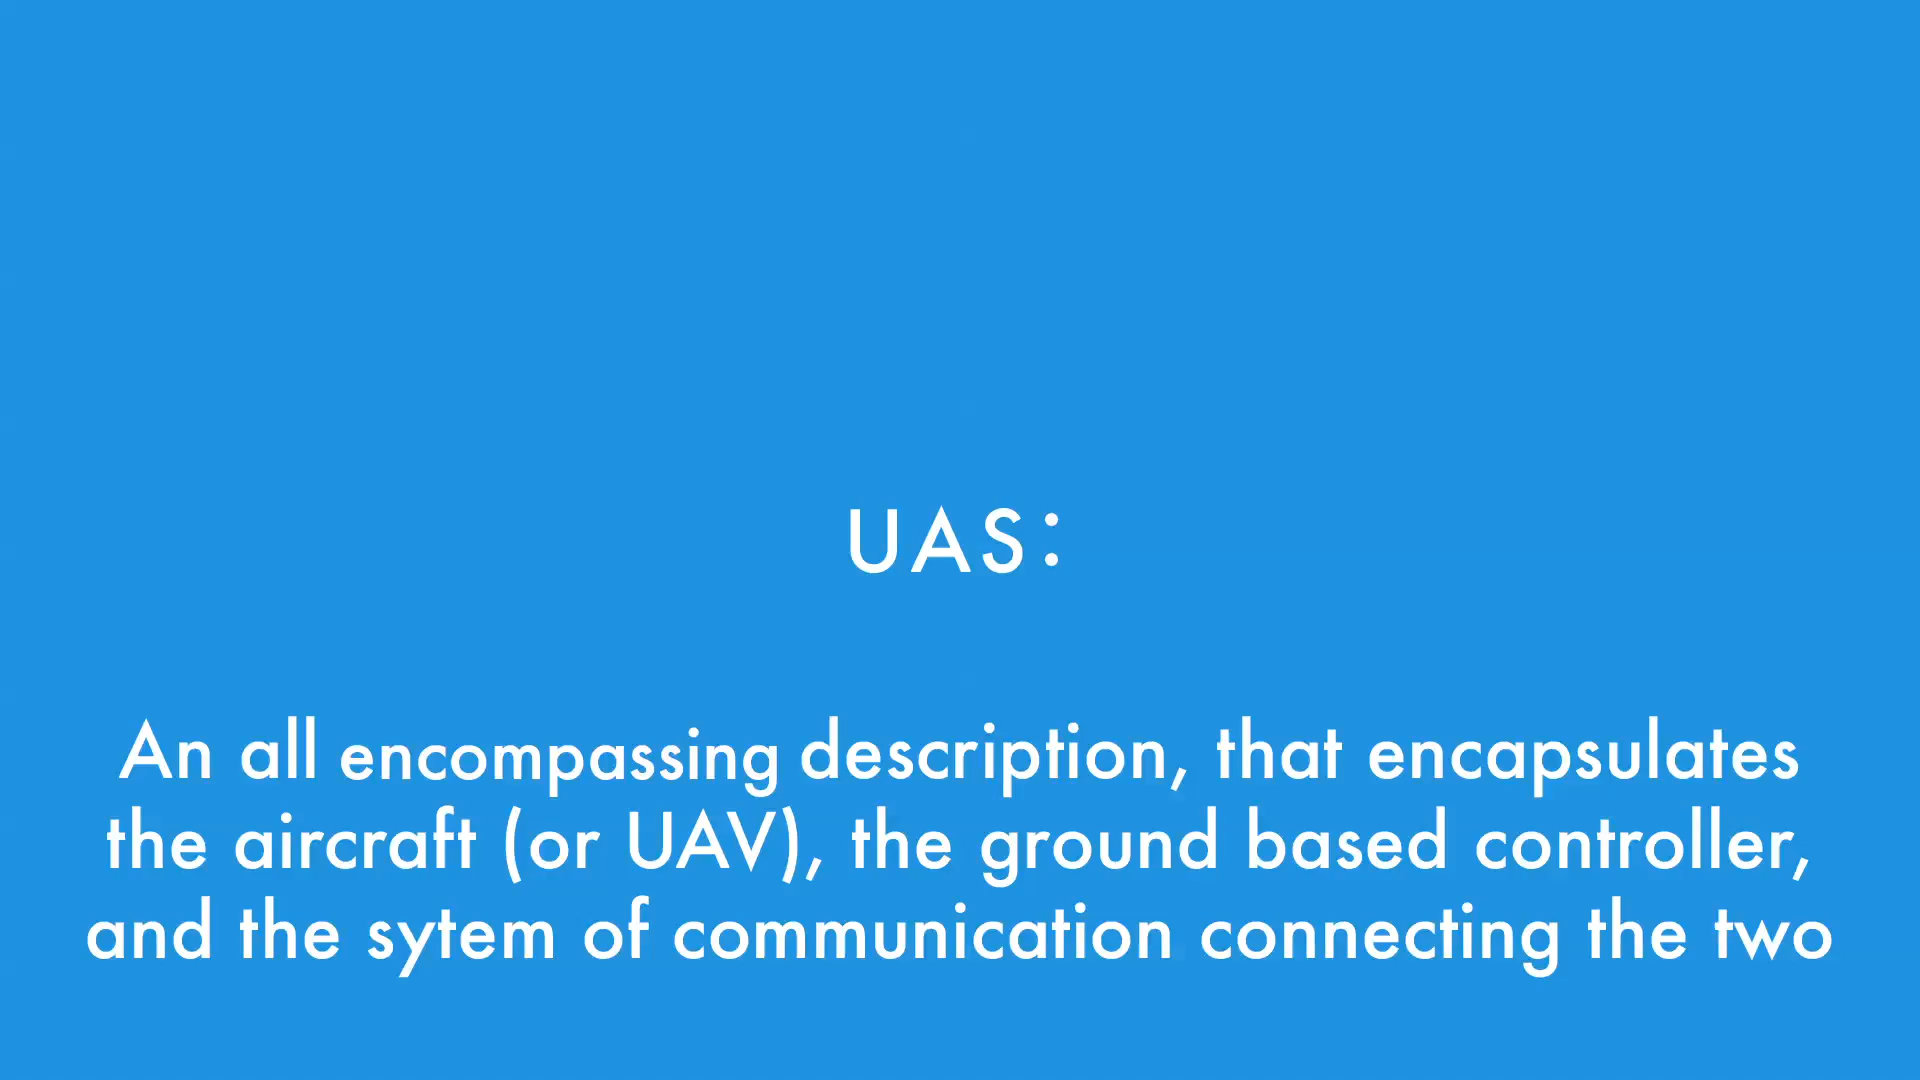 UAS:
An all encompassing description, that encapsulates
the aircraft (or UAV), the ground based controller,
and the sytem of communication connecting the two